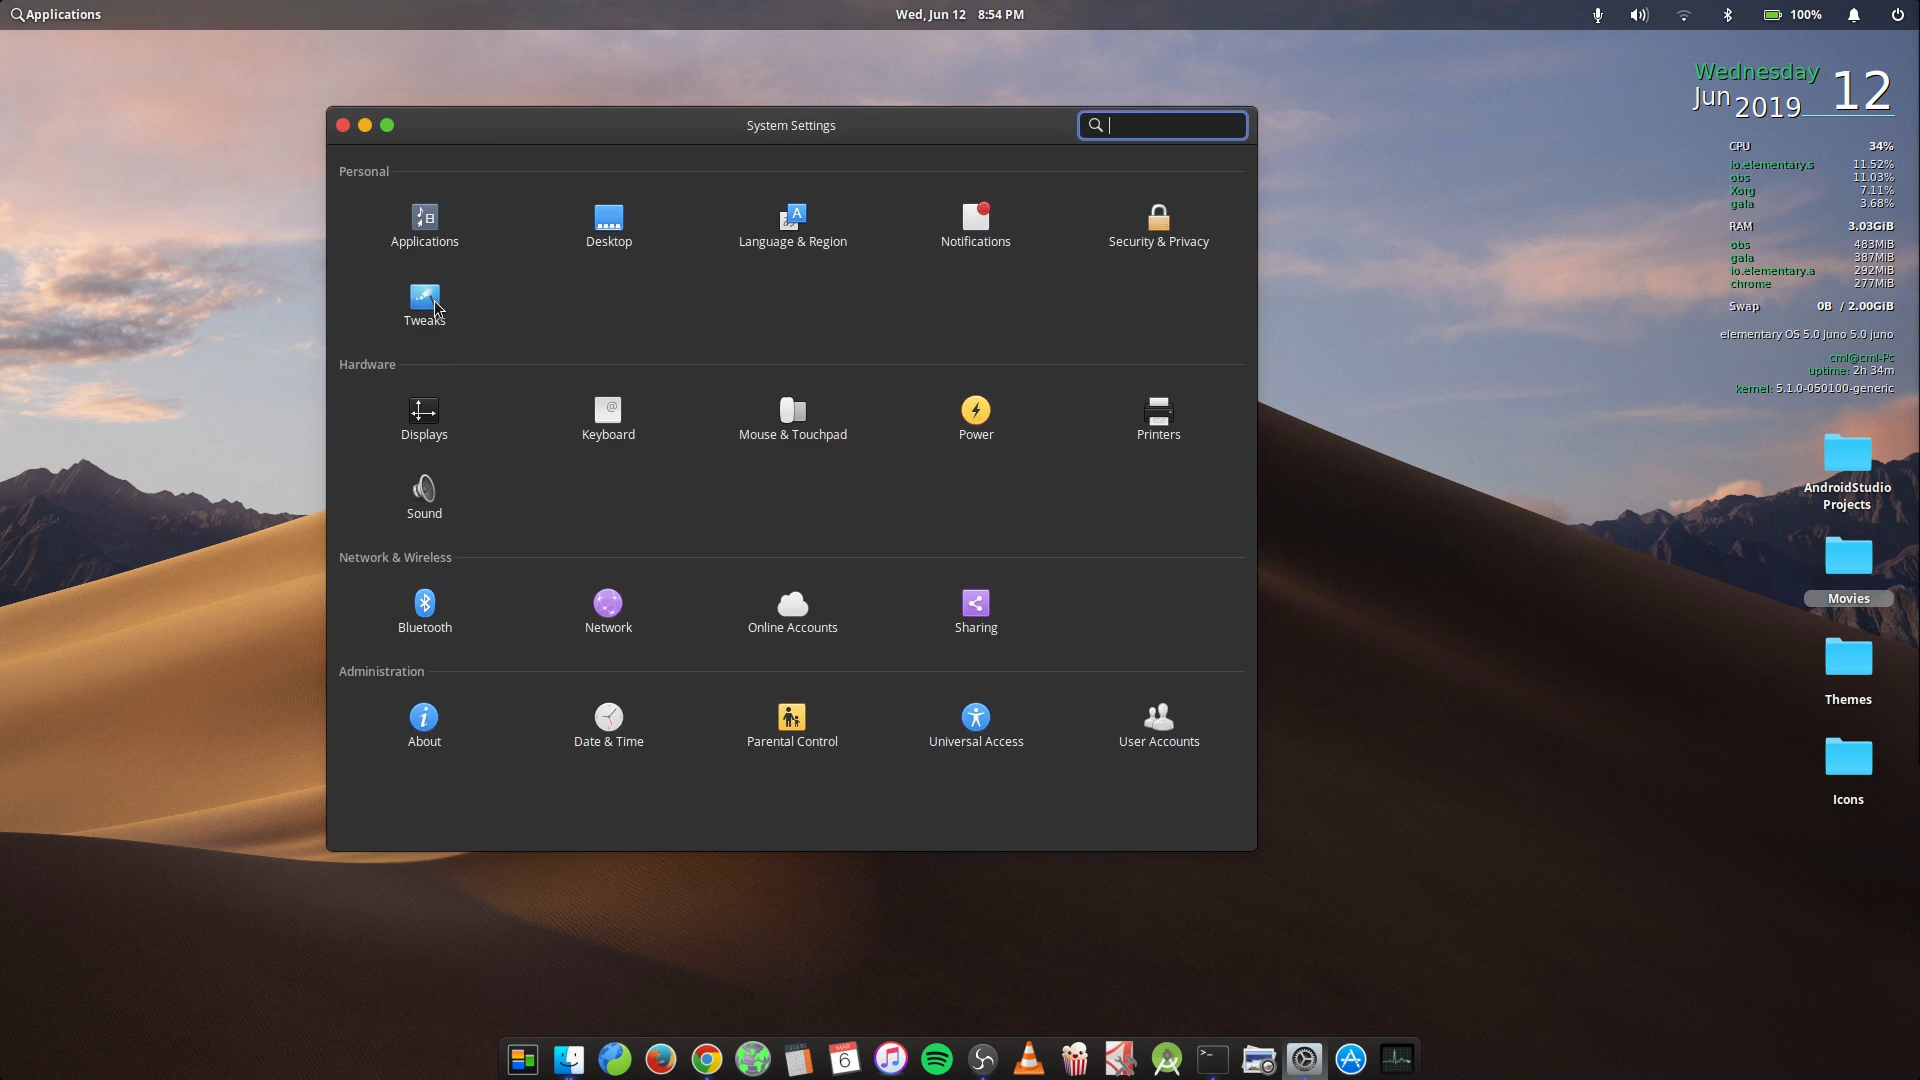 Applications
Wed, Jun 12 8:54 PM
100%
System Settings
Personal
Applications
Desktop
Language & Region
Notifications
Security & Privacy
Tweaks
Hardware
Displays
Keyboard
Mouse & Touchpad
Power
Printers
Sound
Network & Wireless
Bluetooth
Network
Online Accounts
Sharing
Administration
About
Date & Time
Parental Control
Universal Access
User Accounts
Wednesday
Jun 2019 12
CPU 34%
io.elementary.s 11.52%
obs 11.03%
Xorg 7.11%
gala 3.68%
RAM 3.03GiB
obs 483MiB
gala 387MiB
io.elementary.a 292MiB
chrome 277MiB
Swap 0B / 2.00GiB
elementary OS 5.0 Juno 5.0 juno
cml@cml-Pc
uptime: 2h 34m
kernel: 5.1.0-050100-generic
AndroidStudio
Projects
Movies
Themes
Icons
MAR
6